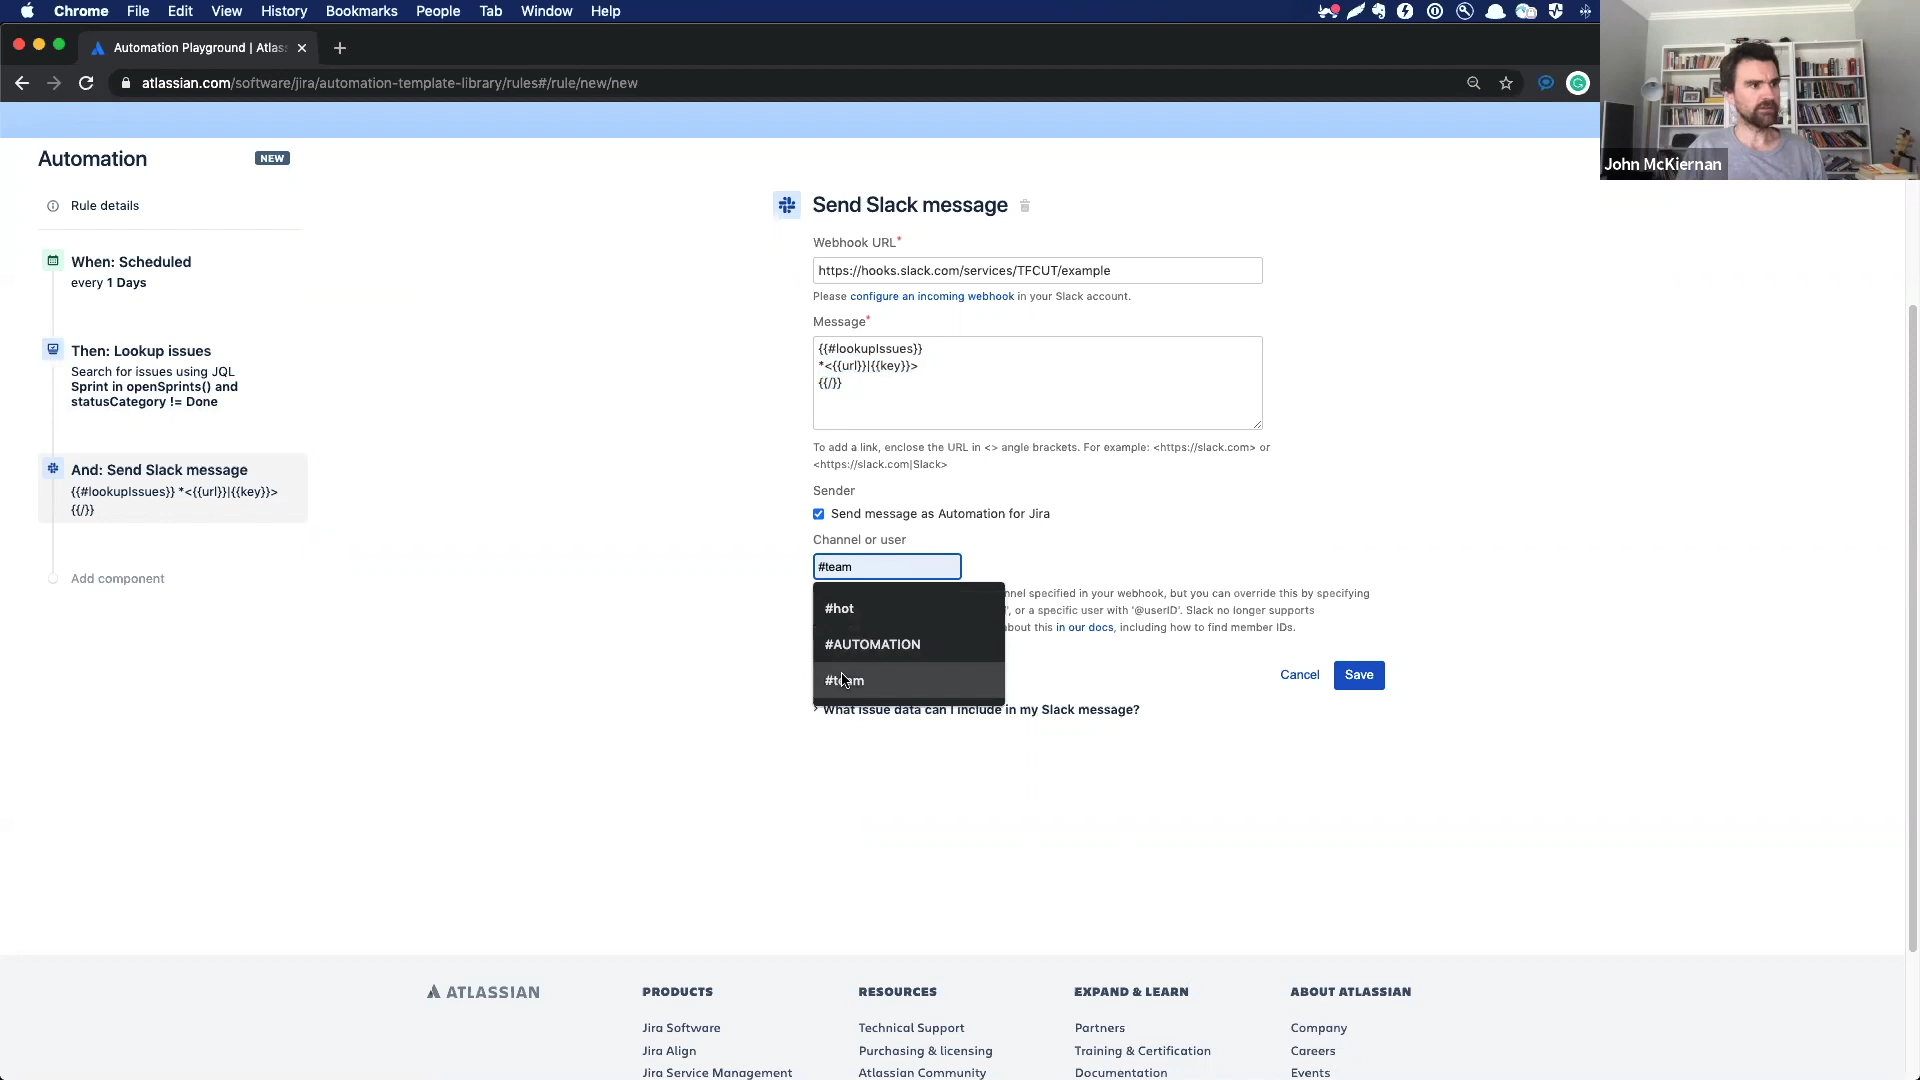 Chrome File Edit View History Bookmarks People Tab Window Help
Automation Playground | Atlas
atlassian.com/software/jira/automation-template-library/rules#/rule/new/new
John McKiernan
Automation NEW
Rule details
When: Scheduled
every 1 Days
Then: Lookup issues
Search for issues using JQL
Sprint in openSprints() and
statusCategory != Done
And: Send Slack message
{{#lookupIssues}} *<{{url}}|{{key}}>
{{/}}
Add component
Send Slack message
Webhook URL*
https://hooks.slack.com/services/TFCUT/example
Please configure an incoming webhook in your Slack account.
Message*
{{#lookupIssues}}
*<{{url}}|{{key}}>
{{/}}
To add a link, enclose the URL in <> angle brackets. For example: <https://slack.com> or
<https://slack.com|Slack>
Sender
Send message as Automation for Jira
Channel or user
#team
#hot
#AUTOMATION
#team
specified in your webhook, but you can override this by specifying
, or a specific user with '@userID'. Slack no longer supports
about this in our docs, including how to find member IDs.
Cancel Save
What issue data can I include in my Slack message?
ATLASSIAN
PRODUCTS
Jira Software
Jira Align
Jira Service Management
RESOURCES
Technical Support
Purchasing & licensing
Atlassian Community
EXPAND & LEARN
Partners
Training & Certification
Documentation
ABOUT ATLASSIAN
Company
Careers
Events